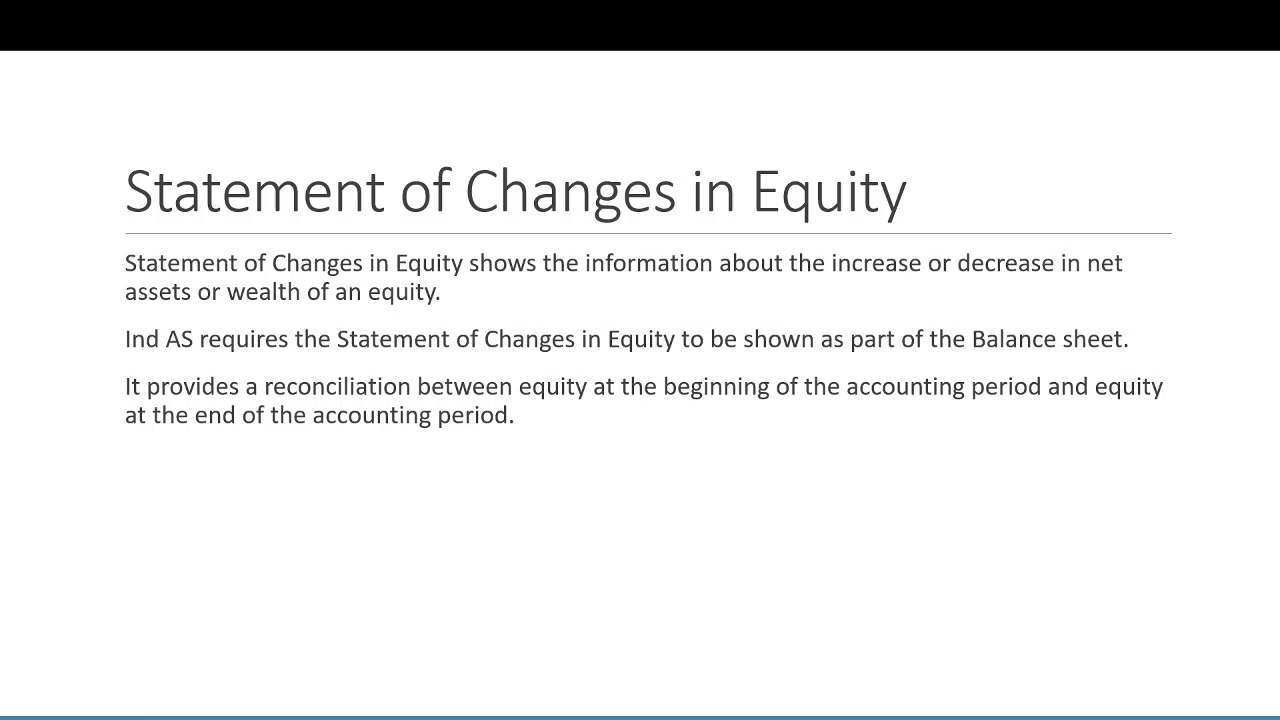 Statement of Changes in Equity
Statement of Changes in Equity shows the information about the increase or decrease in net
assets or wealth of an equity.
Ind AS requires the Statement of Changes in Equity to be shown as part of the Balance sheet.
It provides a reconciliation between equity at the beginning of the accounting period and equity
at the end of the accounting period.